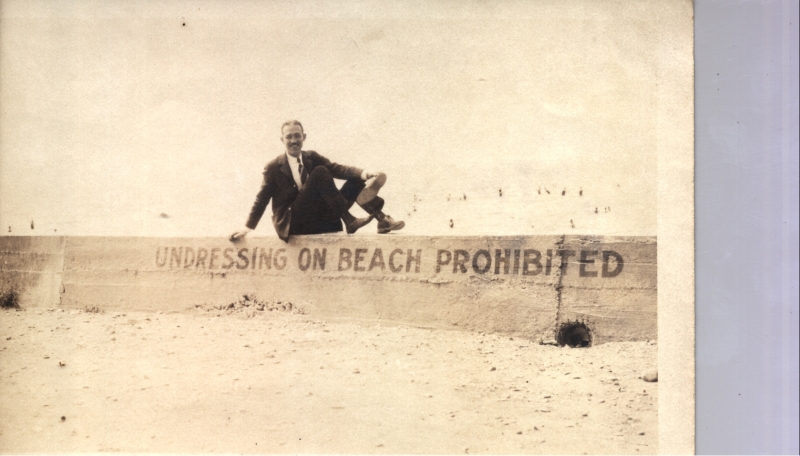 UNDRESSING ON BEACH PROHIBITED